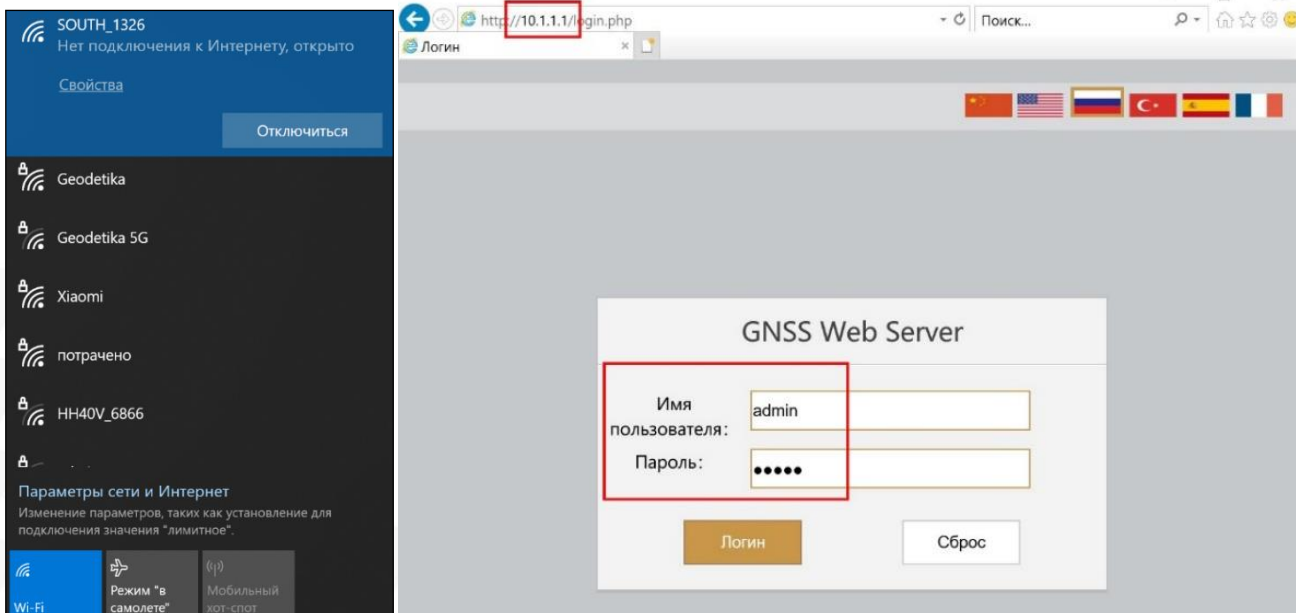 SOUTH_1326
Нет подключения к Интернету, открыто
Свойства
Отключиться
Geodetika
Geodetika 5G
Xiaomi
потрачено
HH40V_6866
Параметры сети и Интернет
Изменение параметров, таких как установление для
подключения значения "лимитное".
Wi-Fi
Режим "в
самолете"
Мобильный
хот-спот
http://10.1.1.1/login.php
Поиск...
Логин
GNSS Web Server
Имя
пользователя:
admin
Пароль:
•••••
Логин
Сброс